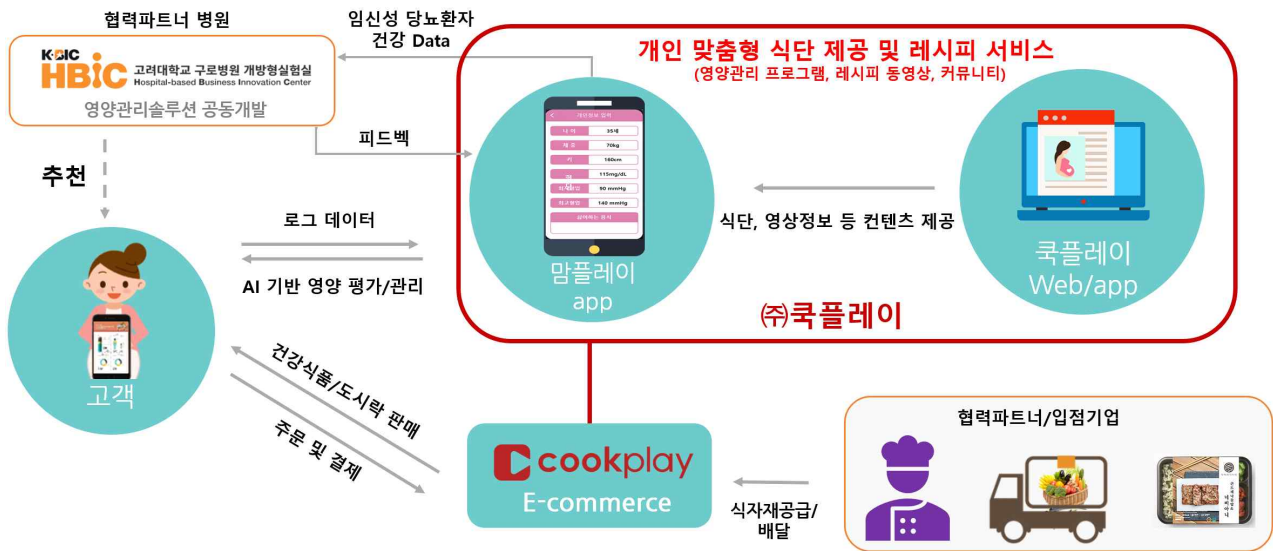 협력파트너 병원
K-BIC
HBIC
고려대학교 구로병원 개방형실험실
Hospital-based Business Innovation Center
영양관리솔루션 공동개발
임신성 당뇨환자
건강 Data
피드벡
추천
개인 맞춤형 식단 제공 및 레시피 서비스
(영양관리 프로그램, 레시피 동영상, 커뮤니티)
개인정보 입력
나 이 35세
체 중 70kg
키 160cm
115mg/dL
90 mmHg
140 mmHg
맘플레이
app
식단, 영상정보 등 컨텐츠 제공
쿡플레이
Web/app
㈜쿡플레이
로그 데이터
AI 기반 영양 평가/관리
고객
건강식품/도시락 판매
주문 및 결제
cookplay
E-commerce
식자재공급/
배달
협력파트너/입점기업